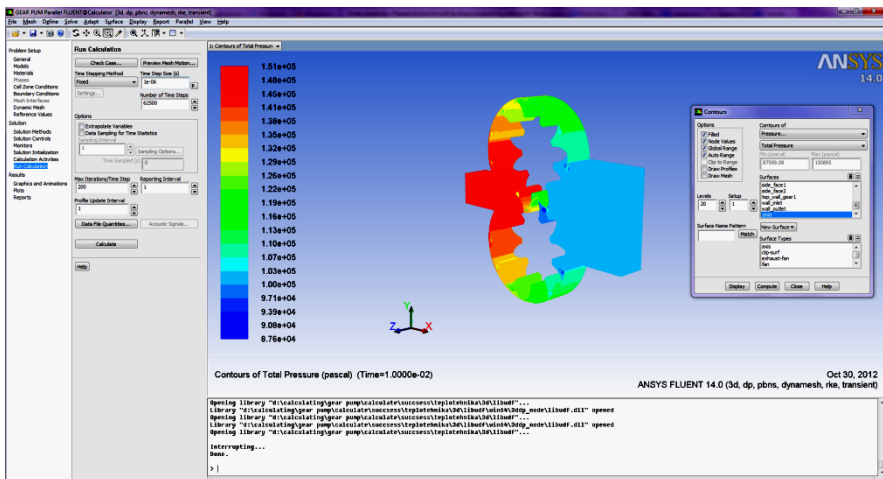 GEAR PUM Parallel FLUENT@Calculator [3d, dp, pbns, dynamesh, rke, transient]
File Mesh Define Solve Adapt Surface Display Report Parallel View Help
Problem Setup
General
Models
Materials
Phases
Cell Zone Conditions
Boundary Conditions
Mesh Interfaces
Dynamic Mesh
Reference Values
Solution
Solution Methods
Solution Controls
Monitors
Solution Initialization
Calculation Activities
Run Calculation
Results
Graphics and Animations
Plots
Reports
Run Calculation
Check Case... Preview Mesh Motion...
Time Stepping Method Time Step Size (s)
Fixed 1e-06
Settings... Number of Time Steps
62500
Options
Extrapolate Variables
Data Sampling for Time Statistics
Sampling Interval
1 Sampling Options...
Time Sampled (s) 0
Max Iterations/Time Step Reporting Interval
200 1
Profile Update Interval
1
Data File Quantities... Acoustic Signals...
Calculate
Help
1: Contours of Total Pressun
1.51e+05
1.48e+05
1.45e+05
1.41e+05
1.38e+05
1.35e+05
1.32e+05
1.29e+05
1.26e+05
1.22e+05
1.19e+05
1.16e+05
1.13e+05
1.10e+05
1.07e+05
1.03e+05
1.00e+05
9.71e+04
9.39e+04
9.08e+04
8.76e+04
Y
Z X
ANSYS
14.0
Contours of Total Pressure (pascal) (Time=1.0000e-02)
Oct 30, 2012
ANSYS FLUENT 14.0 (3d, dp, pbns, dynamesh, rke, transient)
Contours
Options
Filled
Node Values
Global Range
Auto Range
Clip to Range
Draw Profiles
Draw Mesh
Levels Setup
20 1
Surface Name Pattern
Match
Contours of
Pressure...
Total Pressure
Min (pascal) Max (pascal)
87599.08 150895
Surfaces
side_face1
side_face2
top_wall_gear1
wall_inlet
wall_outlet
New Surface
Surface Types
axis
clip-surf
exhaust-fan
fan
Display Compute Close Help
Opening library "d:\calculating\gear pump\calculate\succsess\teplotehnika\3d\libudf"...
Library "d:\calculating\gear pump\calculate\succsess\teplotehnika\3d\libudf\win64\3ddp_node\libudf.dll" opened
Opening library "d:\calculating\gear pump\calculate\succsess\teplotehnika\3d\libudf"...
Library "d:\calculating\gear pump\calculate\succsess\teplotehnika\3d\libudf\win64\3ddp_node\libudf.dll" opened
Opening library "d:\calculating\gear pump\calculate\succsess\teplotehnika\3d\libudf"...
Interrupting...
Done.
>